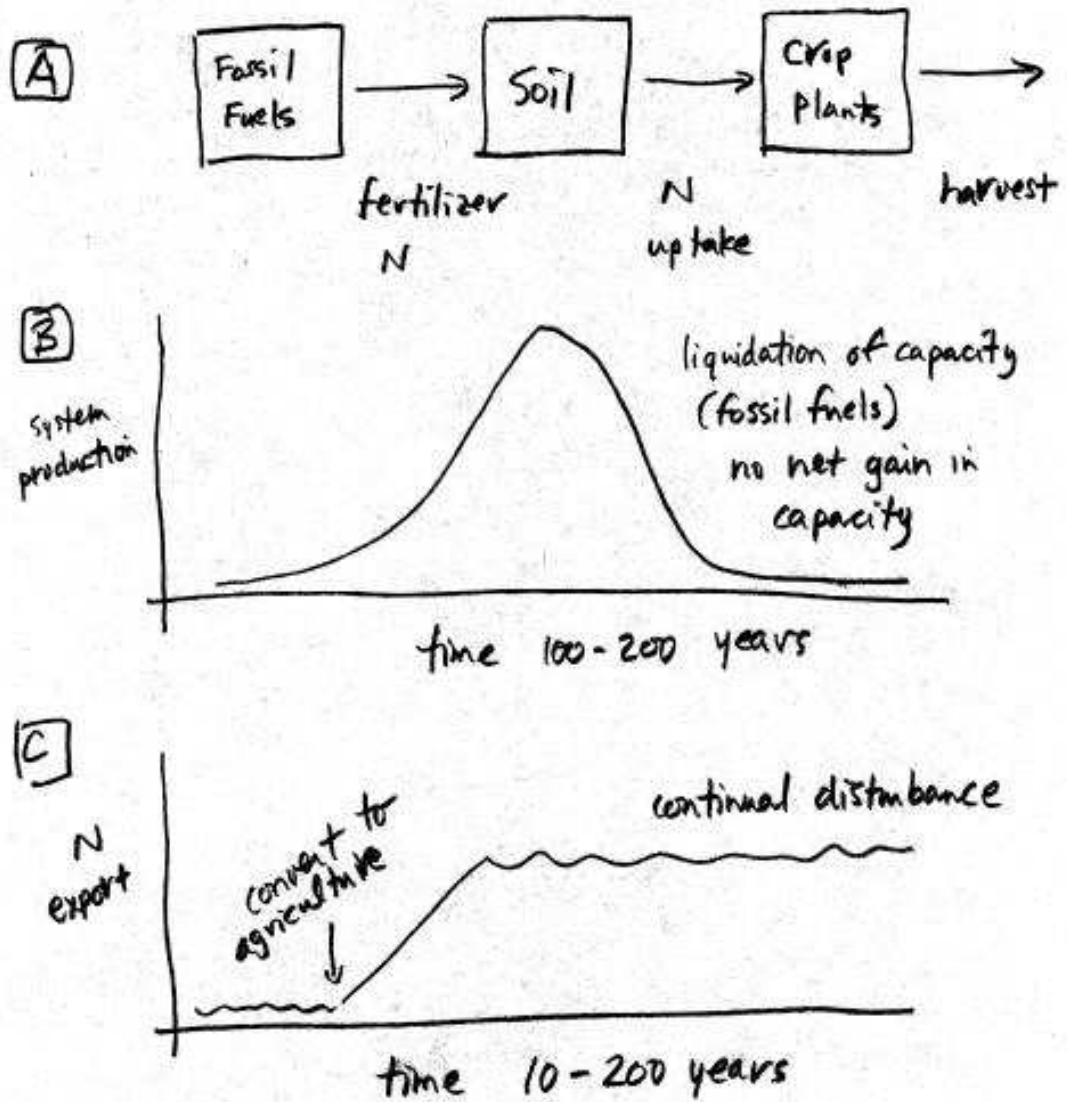 A
Fossil
Fuels
Soil
Crop
Plants
fertilizer
N
N
uptake
harvest
B
system
production
liquidation of capacity
(fossil fuels)
no net gain in
capacity
time 100-200 years
C
N
export
convert to
agriculture
continual disturbance
time 10-200 years